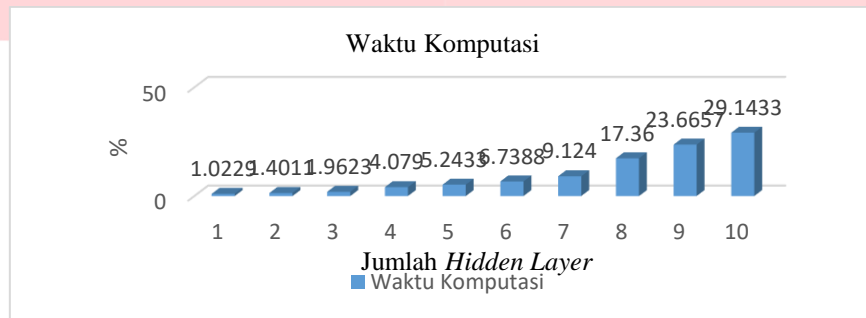 Waktu Komputasi
50
0
%
1.0229 1.4011 1.9623 4.079 5.2433 6.7388 9.124 17.36 23.6657 29.1433
1 2 3 4 5 6 7 8 9 10
Jumlah Hidden Layer
Waktu Komputasi